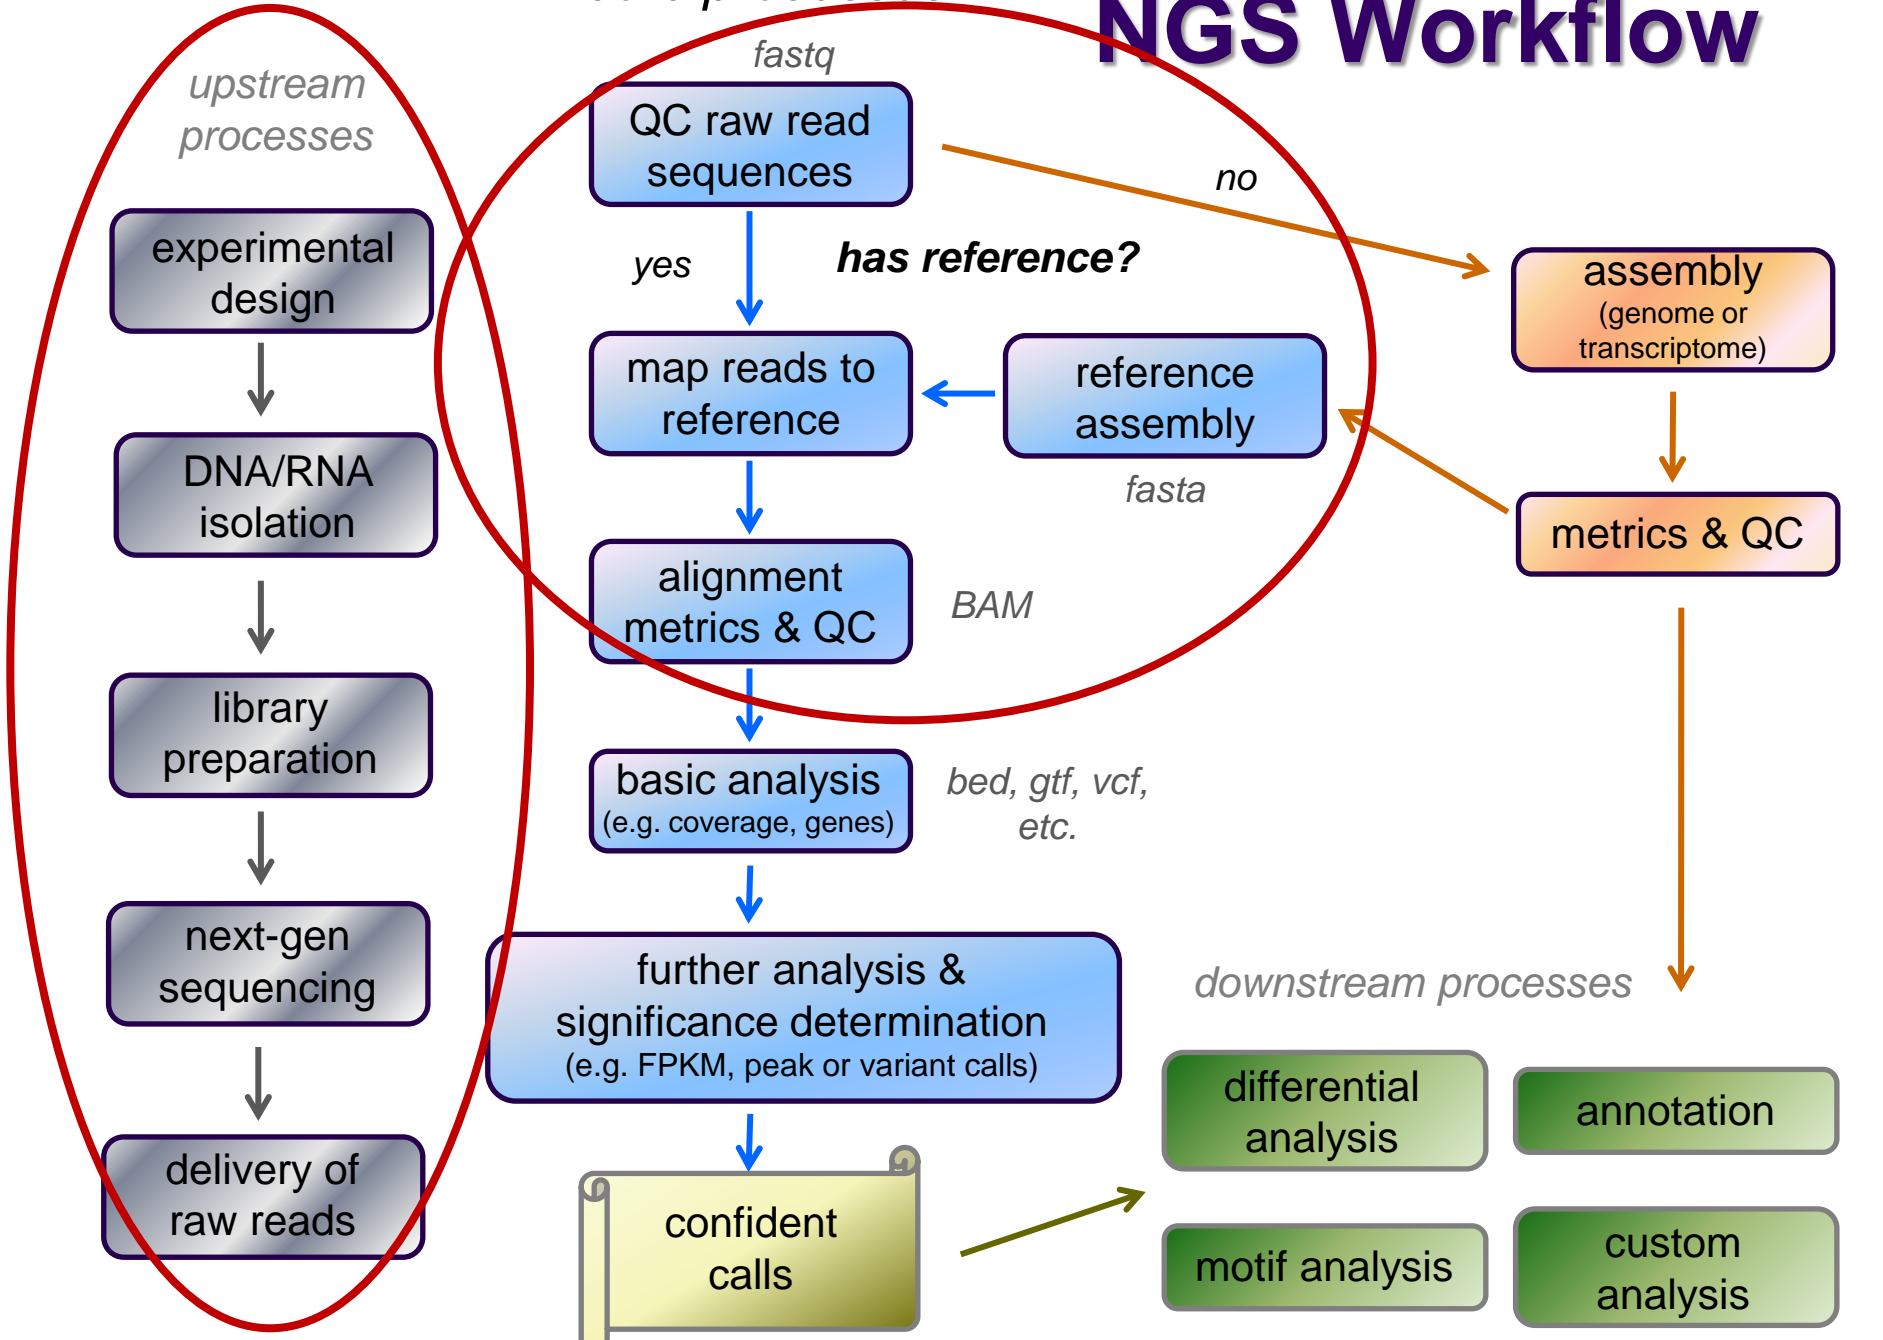 NGS Workflow
upstream
processes
experimental
design
DNA/RNA
isolation
library
preparation
next-gen
sequencing
delivery of
raw reads
fastq
QC raw read
sequences
no
yes
has reference?
map reads to
reference
reference
assembly
fasta
alignment
metrics & QC
BAM
basic analysis
(e.g. coverage, genes)
bed, gtf, vcf,
etc.
further analysis &
significance determination
(e.g. FPKM, peak or variant calls)
confident
calls
assembly
(genome or
transcriptome)
metrics & QC
downstream processes
differential
analysis
annotation
motif analysis
custom
analysis